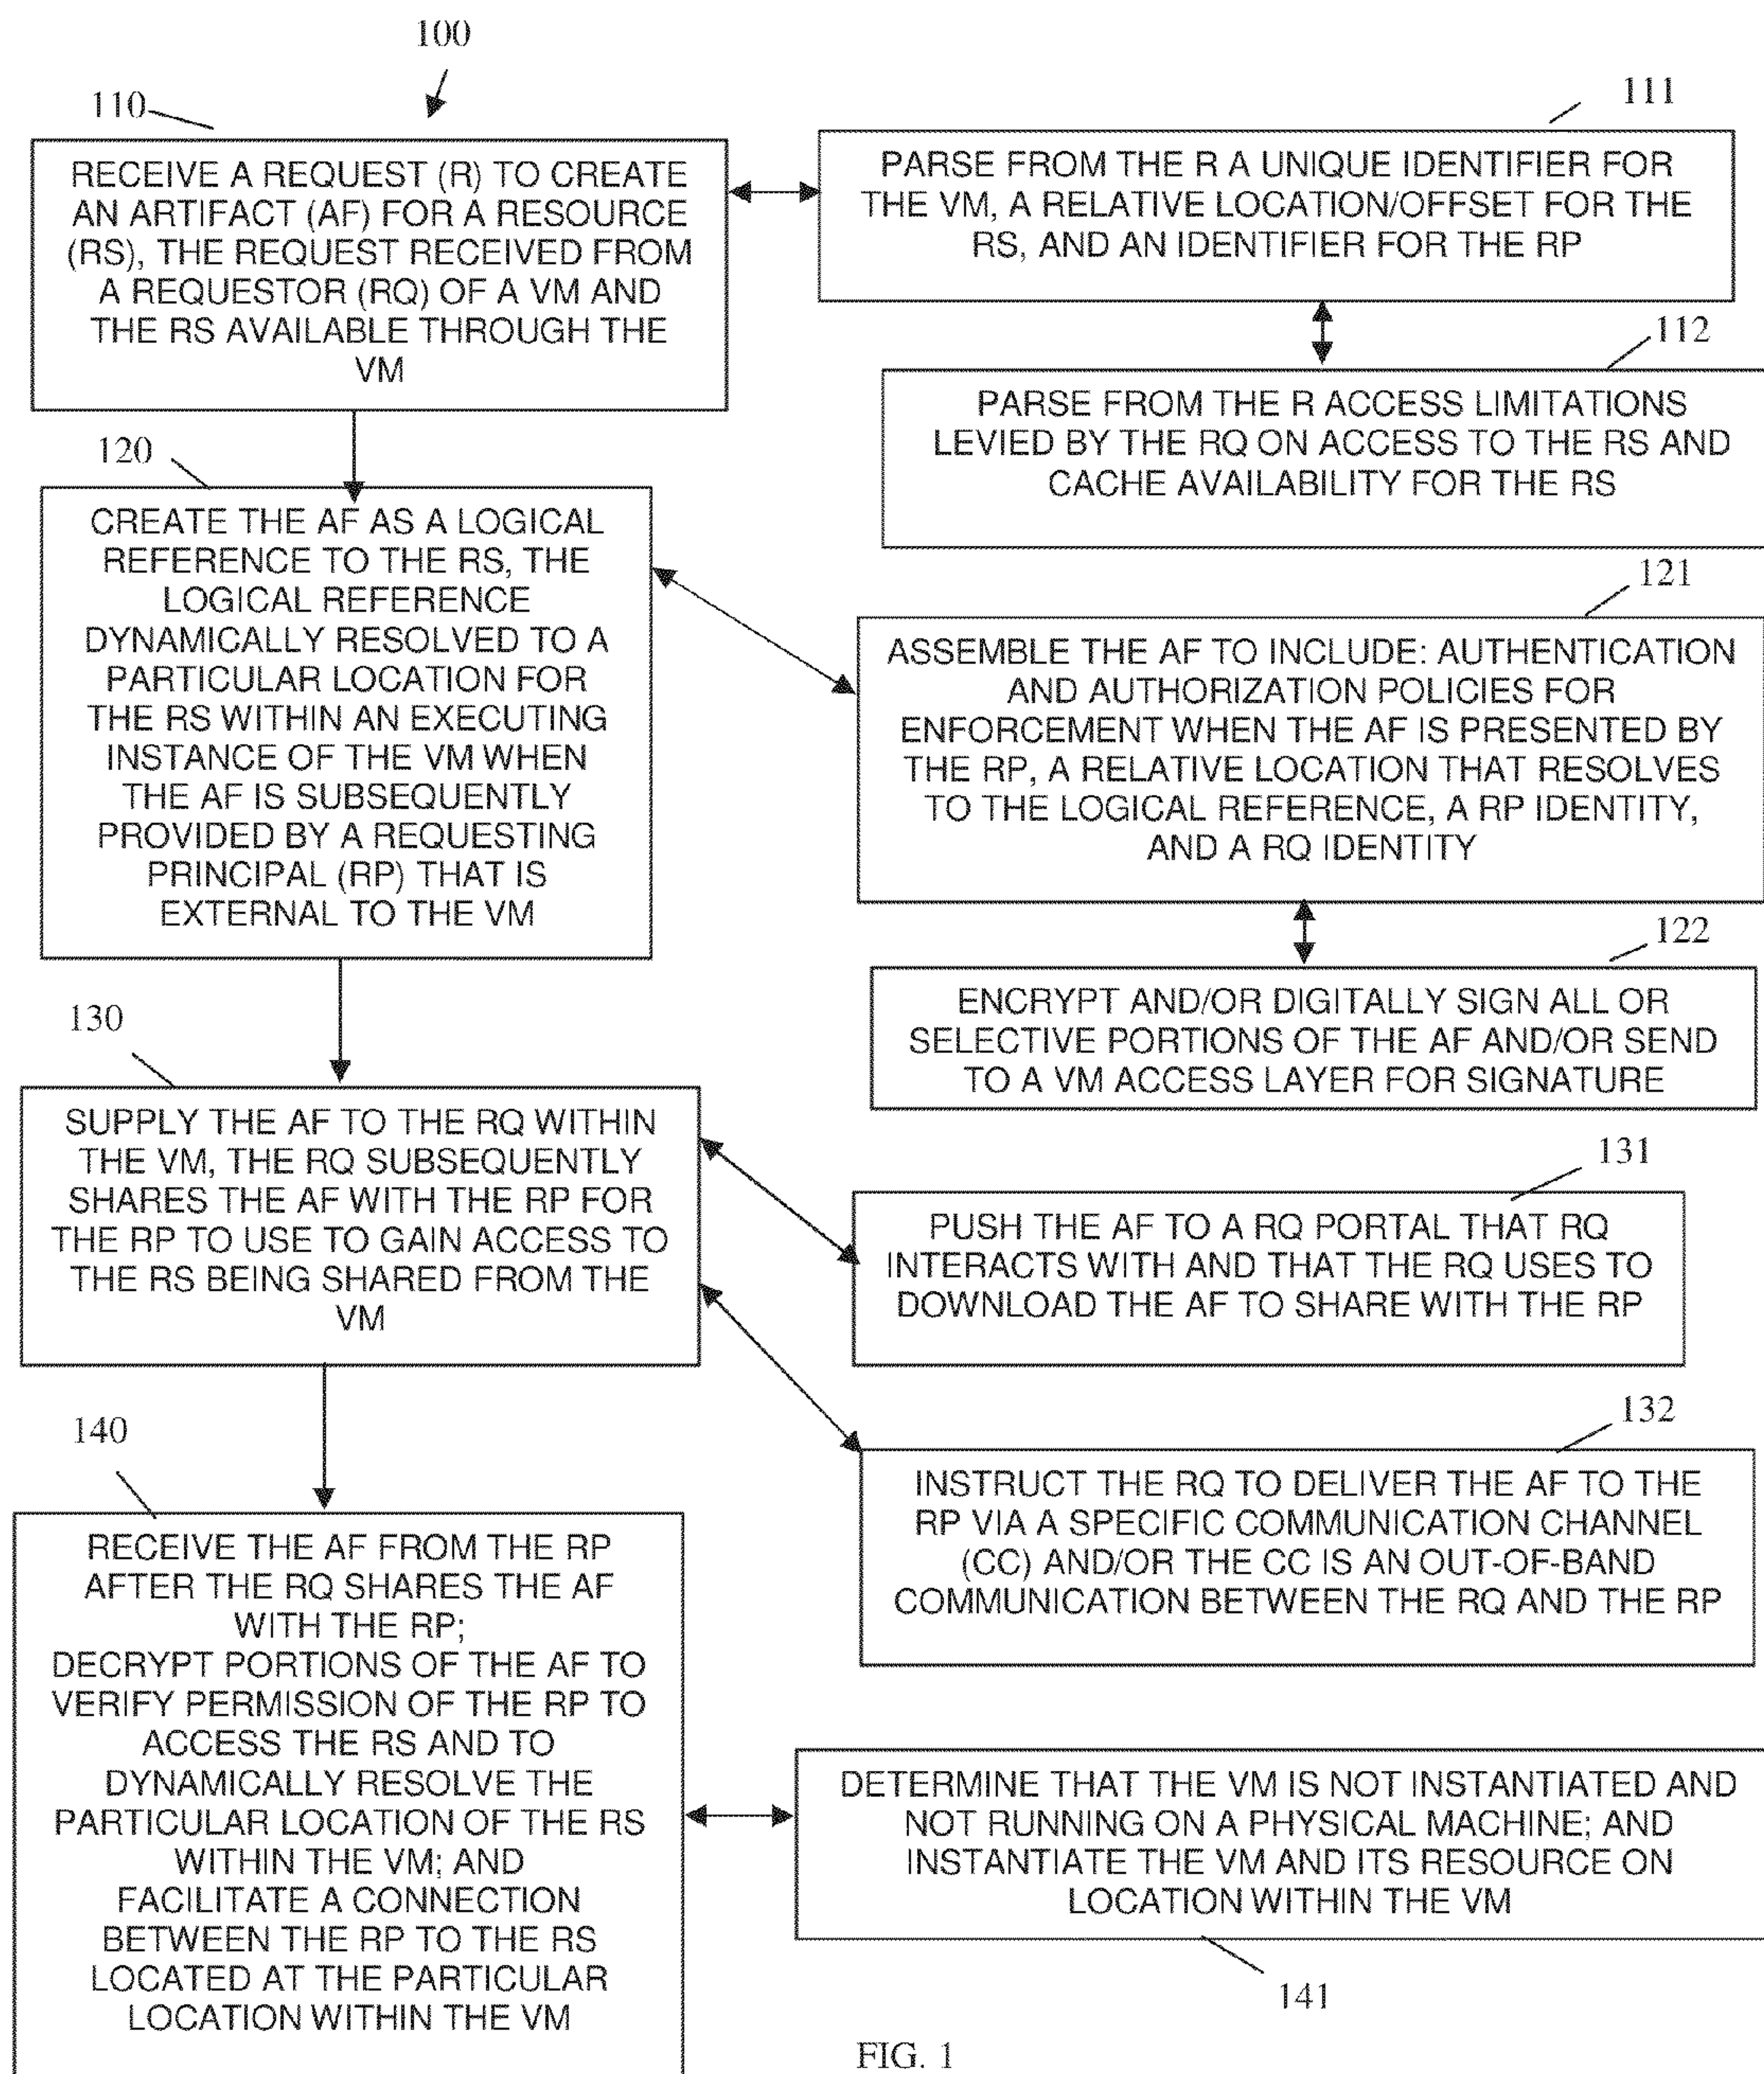 100
110
RECEIVE A REQUEST (R) TO CREATE
AN ARTIFACT (AF) FOR A RESOURCE
(RS), THE REQUEST RECEIVED FROM
A REQUESTOR (RQ) OF A VM AND
THE RS AVAILABLE THROUGH THE
VM
111
PARSE FROM THE R A UNIQUE IDENTIFIER FOR
THE VM, A RELATIVE LOCATION/OFFSET FOR THE
RS, AND AN IDENTIFIER FOR THE RP
112
PARSE FROM THE R ACCESS LIMITATIONS
LEVIED BY THE RQ ON ACCESS TO THE RS AND
CACHE AVAILABILITY FOR THE RS
120
CREATE THE AF AS A LOGICAL
REFERENCE TO THE RS, THE
LOGICAL REFERENCE
DYNAMICALLY RESOLVED TO A
PARTICULAR LOCATION FOR
THE RS WITHIN AN EXECUTING
INSTANCE OF THE VM WHEN
THE AF IS SUBSEQUENTLY
PROVIDED BY A REQUESTING
PRINCIPAL (RP) THAT IS
EXTERNAL TO THE VM
121
ASSEMBLE THE AF TO INCLUDE: AUTHENTICATION
AND AUTHORIZATION POLICIES FOR
ENFORCEMENT WHEN THE AF IS PRESENTED BY
THE RP, A RELATIVE LOCATION THAT RESOLVES
TO THE LOGICAL REFERENCE, A RP IDENTITY,
AND A RQ IDENTITY
122
ENCRYPT AND/OR DIGITALLY SIGN ALL OR
SELECTIVE PORTIONS OF THE AF AND/OR SEND
TO A VM ACCESS LAYER FOR SIGNATURE
130
SUPPLY THE AF TO THE RQ WITHIN
THE VM, THE RQ SUBSEQUENTLY
SHARES THE AF WITH THE RP FOR
THE RP TO USE TO GAIN ACCESS TO
THE RS BEING SHARED FROM THE
VM
131
PUSH THE AF TO A RQ PORTAL THAT RQ
INTERACTS WITH AND THAT THE RQ USES TO
DOWNLOAD THE AF TO SHARE WITH THE RP
132
INSTRUCT THE RQ TO DELIVER THE AF TO THE
RP VIA A SPECIFIC COMMUNICATION CHANNEL
(CC) AND/OR THE CC IS AN OUT-OF-BAND
COMMUNICATION BETWEEN THE RQ AND THE RP
140
RECEIVE THE AF FROM THE RP
AFTER THE RQ SHARES THE AF
WITH THE RP;
DECRYPT PORTIONS OF THE AF TO
VERIFY PERMISSION OF THE RP TO
ACCESS THE RS AND TO
DYNAMICALLY RESOLVE THE
PARTICULAR LOCATION OF THE RS
WITHIN THE VM; AND
FACILITATE A CONNECTION
BETWEEN THE RP TO THE RS
LOCATED AT THE PARTICULAR
LOCATION WITHIN THE VM
DETERMINE THAT THE VM IS NOT INSTANTIATED AND
NOT RUNNING ON A PHYSICAL MACHINE; AND
INSTANTIATE THE VM AND ITS RESOURCE ON
LOCATION WITHIN THE VM
141
FIG. 1